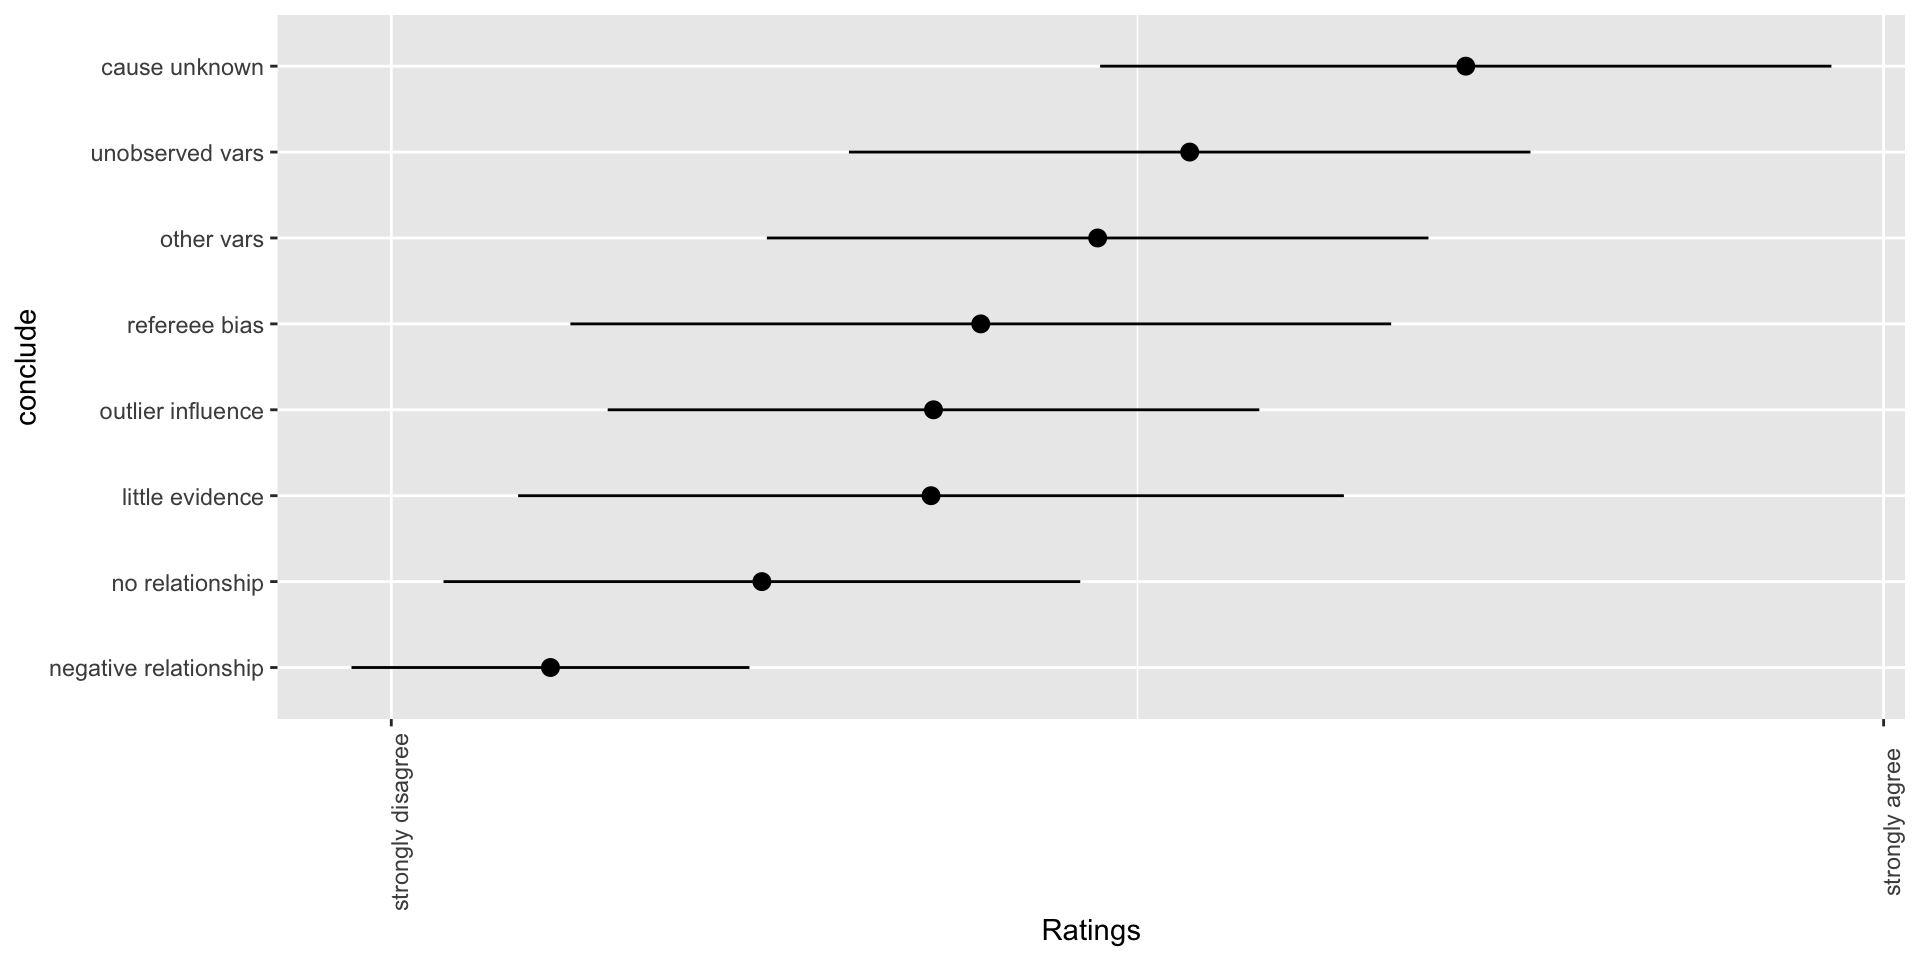 cause unknown
unobserved vars
other vars
refereee bias
outlier influence
little evidence
no relationship
negative relationship
conclude
strongly disagree
strongly agree
Ratings